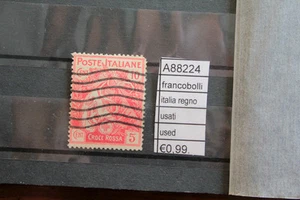 POSTE ITALIANE
10
CROCE ROSSA
5
A88224
francobolli
italia regno
usati
used
€0,99.